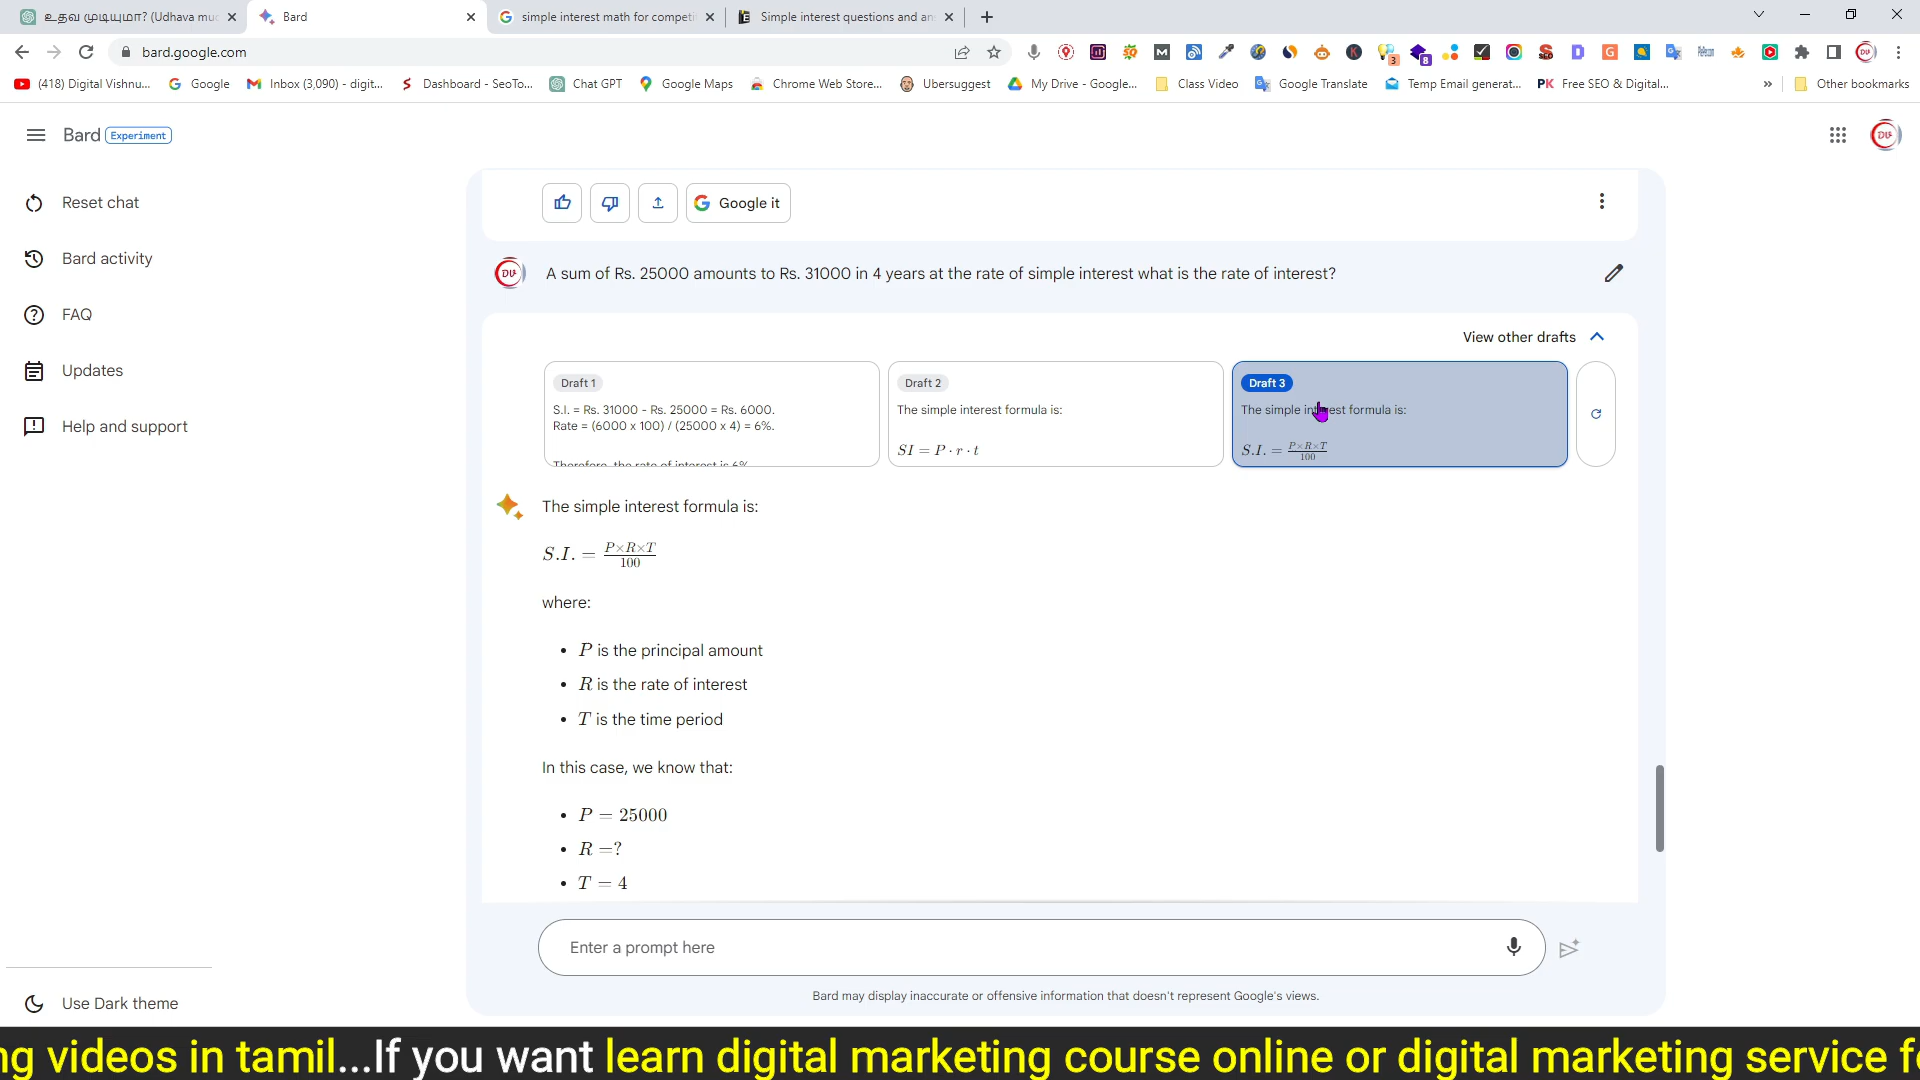 உதவ முடியுமா? (Udhava mu
Bard
simple interest math for competi
Simple interest questions and an
bard.google.com
(418) Digital Vishnu...
Google
Inbox (3,090) - digit...
Dashboard - SeoTo...
Chat GPT
Google Maps
Chrome Web Store...
Ubersuggest
My Drive - Google...
Class Video
Google Translate
Temp Email generat...
Free SEO & Digital...
Other bookmarks
Bard Experiment
Reset chat
Bard activity
FAQ
Updates
Help and support
Use Dark theme
Google it
A sum of Rs. 25000 amounts to Rs. 31000 in 4 years at the rate of simple interest what is the rate of interest?
View other drafts
Draft 1
S.I. = Rs. 31000 - Rs. 25000 = Rs. 6000.
Rate = (6000 x 100) / (25000 x 4) = 6%.
Therefore, the rate of interest is 6%
Draft 2
The simple interest formula is:
SI = P · r · t
Draft 3
The simple interest formula is:
S.I. = P×R×T/100
The simple interest formula is:
S.I. = P×R×T/100
where:
• P is the principal amount
• R is the rate of interest
• T is the time period
In this case, we know that:
• P = 25000
• R =?
• T = 4
Enter a prompt here
Bard may display inaccurate or offensive information that doesn't represent Google's views.
ng videos in tamil...If you want learn digital marketing course online or digital marketing service fo